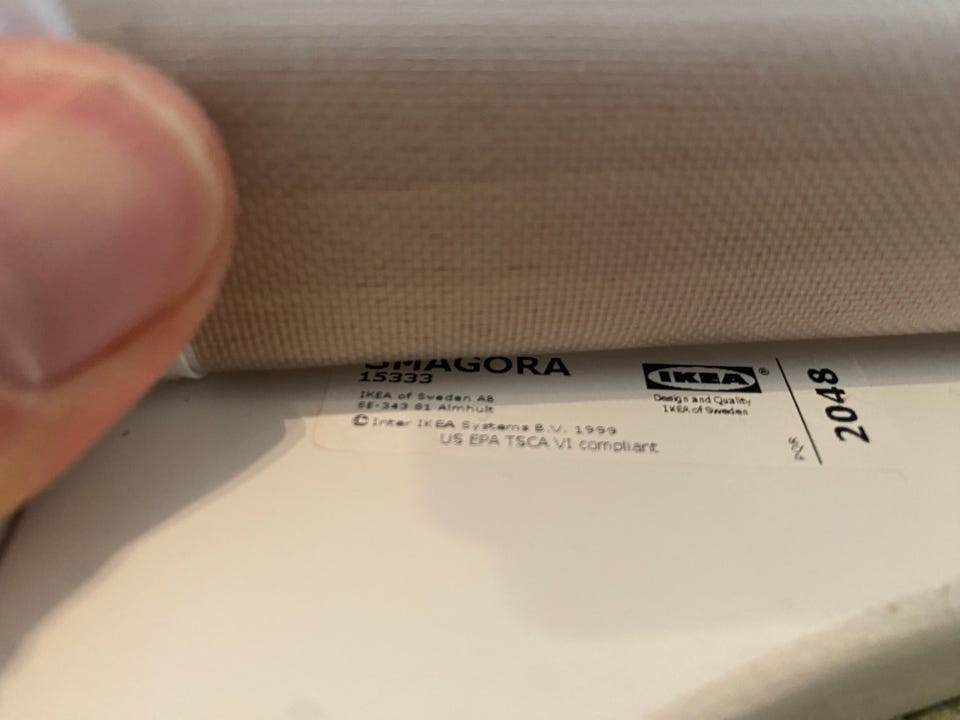 SMAGORA
15333
IKEA of Sweden AB
SE-343 81 Älmhult
© Inter IKEA Systems B.V. 1999
US EPA TSCA VI compliant
IKEA®
Design and Quality
IKEA of Sweden
2048